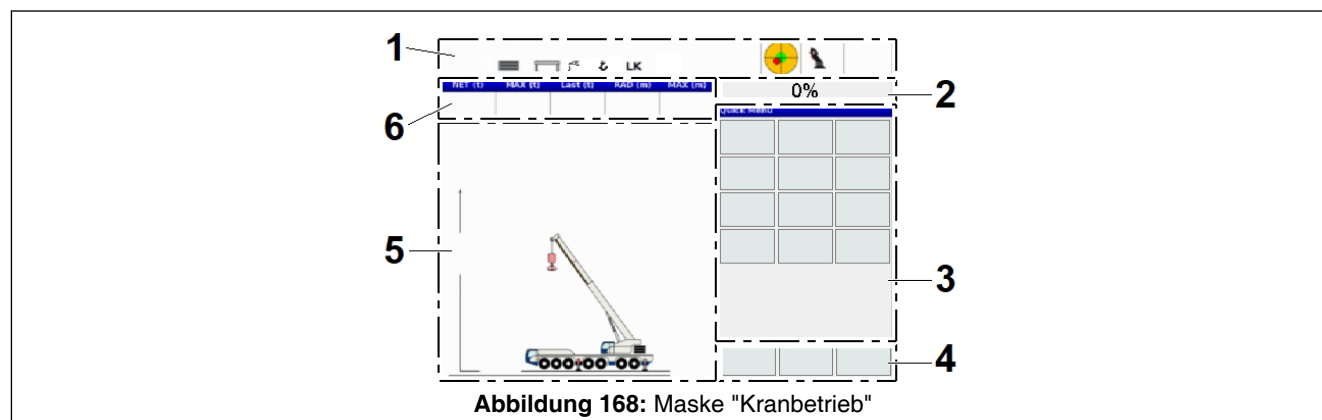 1
LK
NET (t) MAX (t) Last (t) RAD (m) MAX (m)
0%
2
6
Quick Menu
5
3
4
Abbildung 168: Maske "Kranbetrieb"